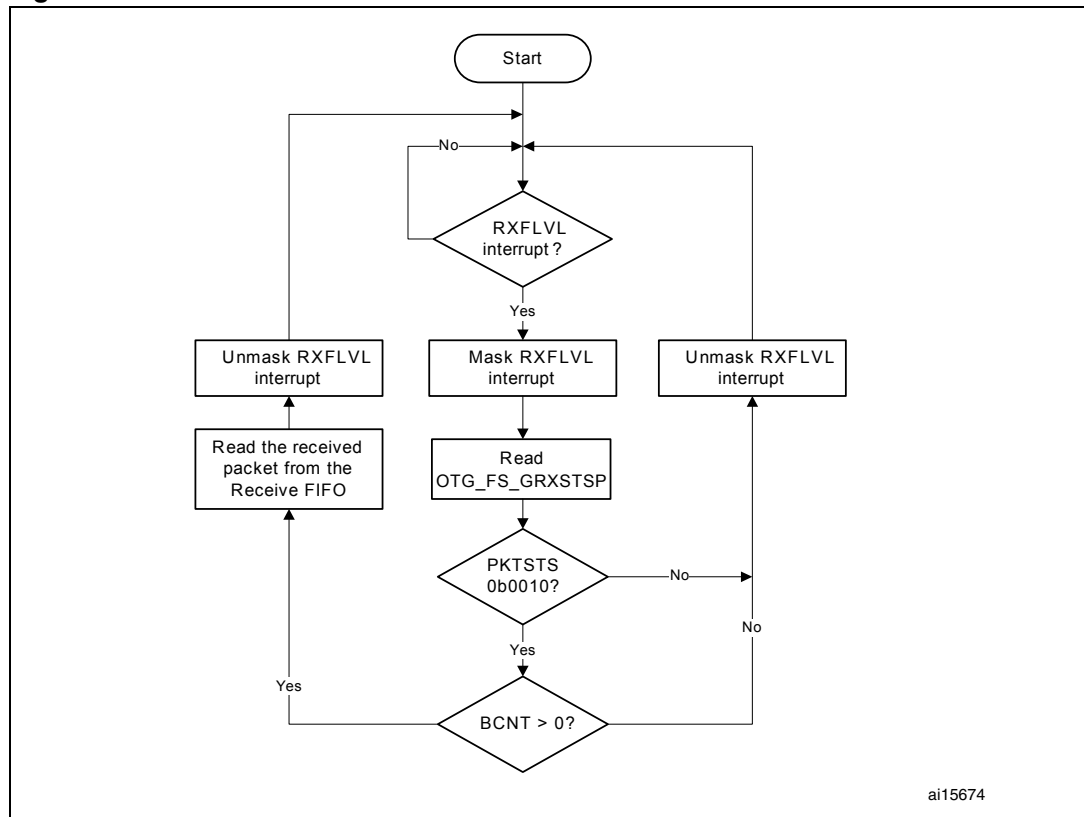 Start
No
RXFLVL
interrupt ?
Yes
Unmask RXFLVL
interrupt
Mask RXFLVL
interrupt
Unmask RXFLVL
interrupt
Read the received
packet from the
Receive FIFO
Read
OTG_FS_GRXSTSP
PKTSTS
0b0010?
No
No
Yes
Yes
BCNT > 0?
ai15674